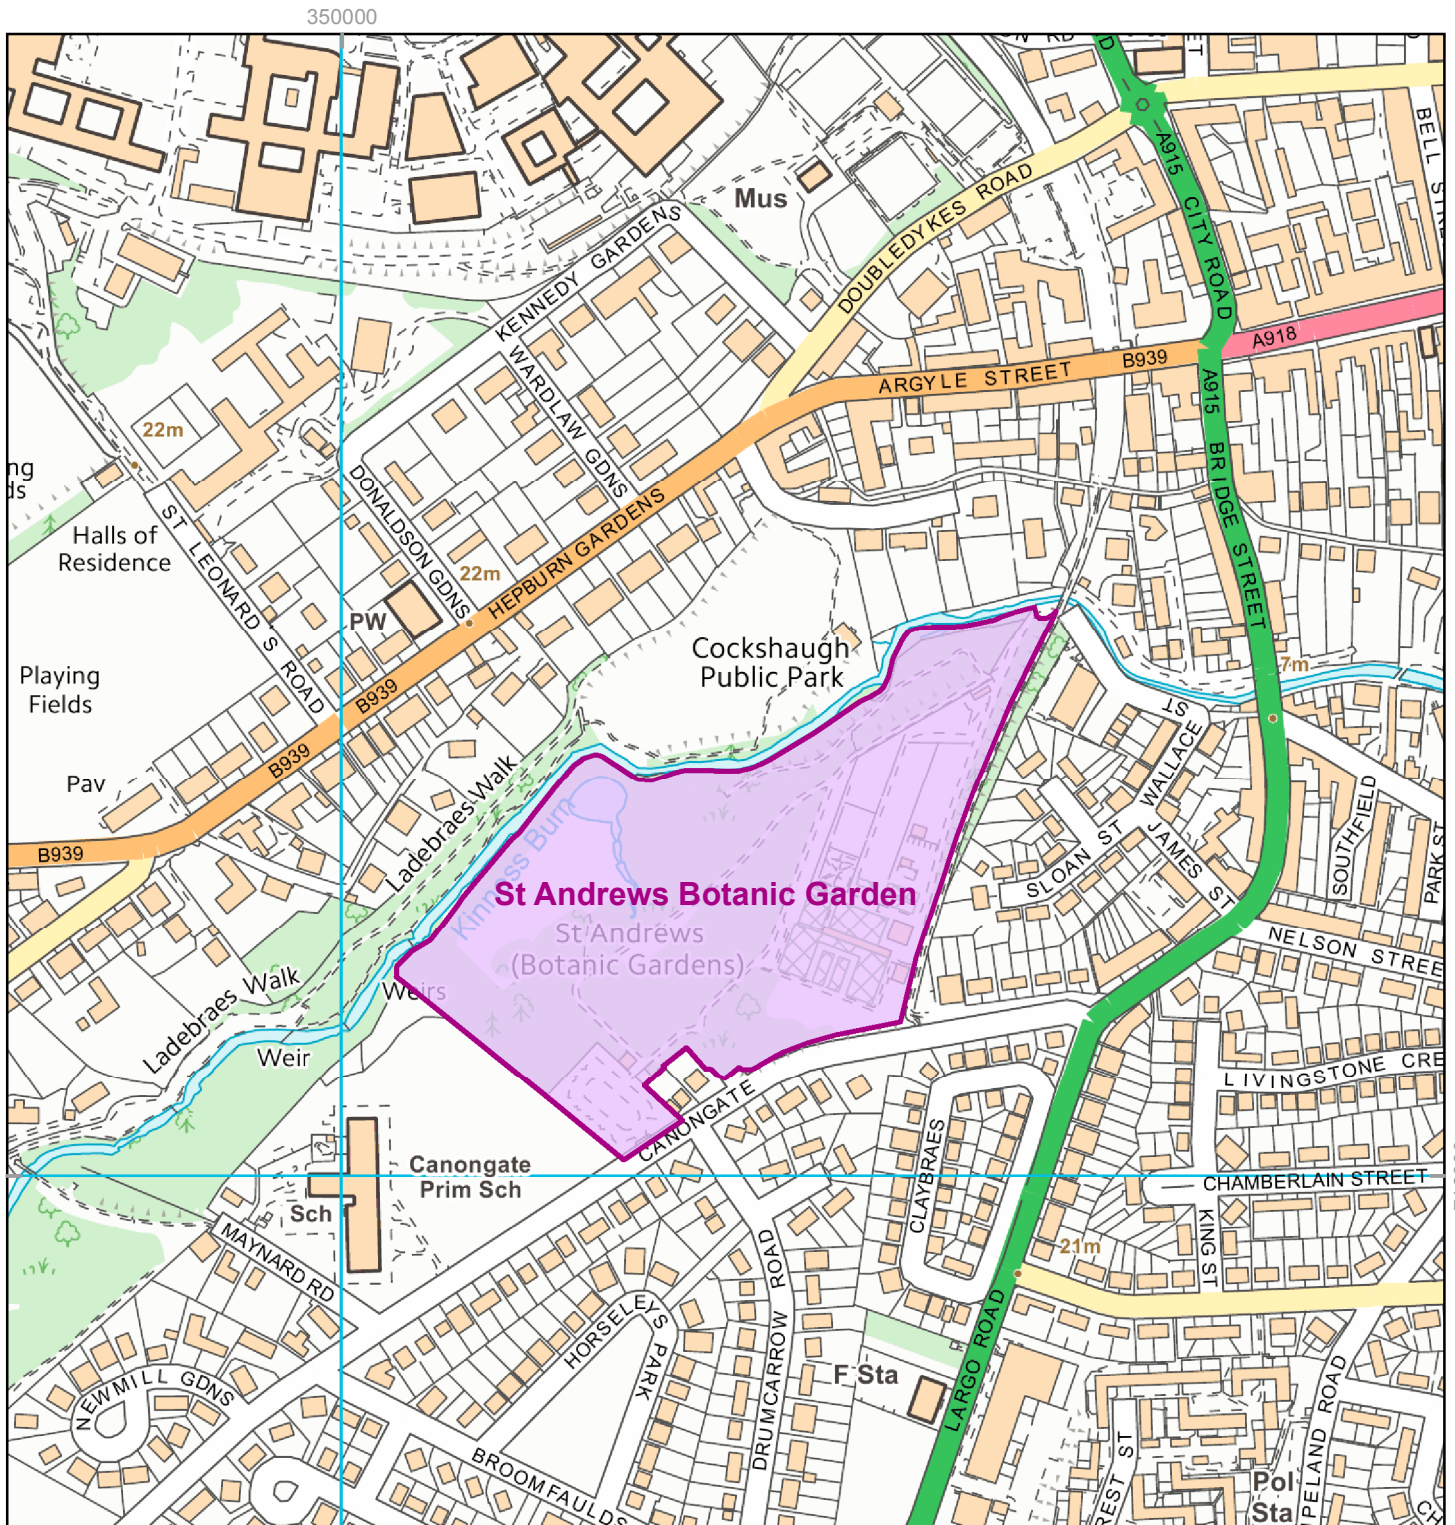 350000
A915
CITY ROAD
Mus
DOUBLEDYKES ROAD
KENNEDY GARDENS
A918
B939
ARGYLE STREET
WARDLAW GDNS
A915
BRIDGE STREET
22m
DONALDSON GDNS
HEPBURN GARDENS
ST LEONARD'S ROAD
Halls of
Residence
22m
PW
Cockshaugh
Public Park
7m
Playing
Fields
B939
B939
B939
Pav
ST
WALLACE
Ladebraes Walk
Kinness Burn
SLOAN ST
JAMES ST
SOUTHFIELD
PARK ST
St Andrews Botanic Garden
St Andrews
(Botanic Gardens)
NELSON STREE
Weirs
Ladebraes Walk
Weir
LIVINGSTONE CRE
CANONGATE
Canongate
Prim Sch
Sch
CLAYBRAES
CHAMBERLAIN STREET
KING ST
MAYNARD RD
21m
DRUMCARROW ROAD
HORSELEYS PARK
LARGO ROAD
F Sta
NEWMILL GDNS
BROOMFAULDS
Pol
Sta